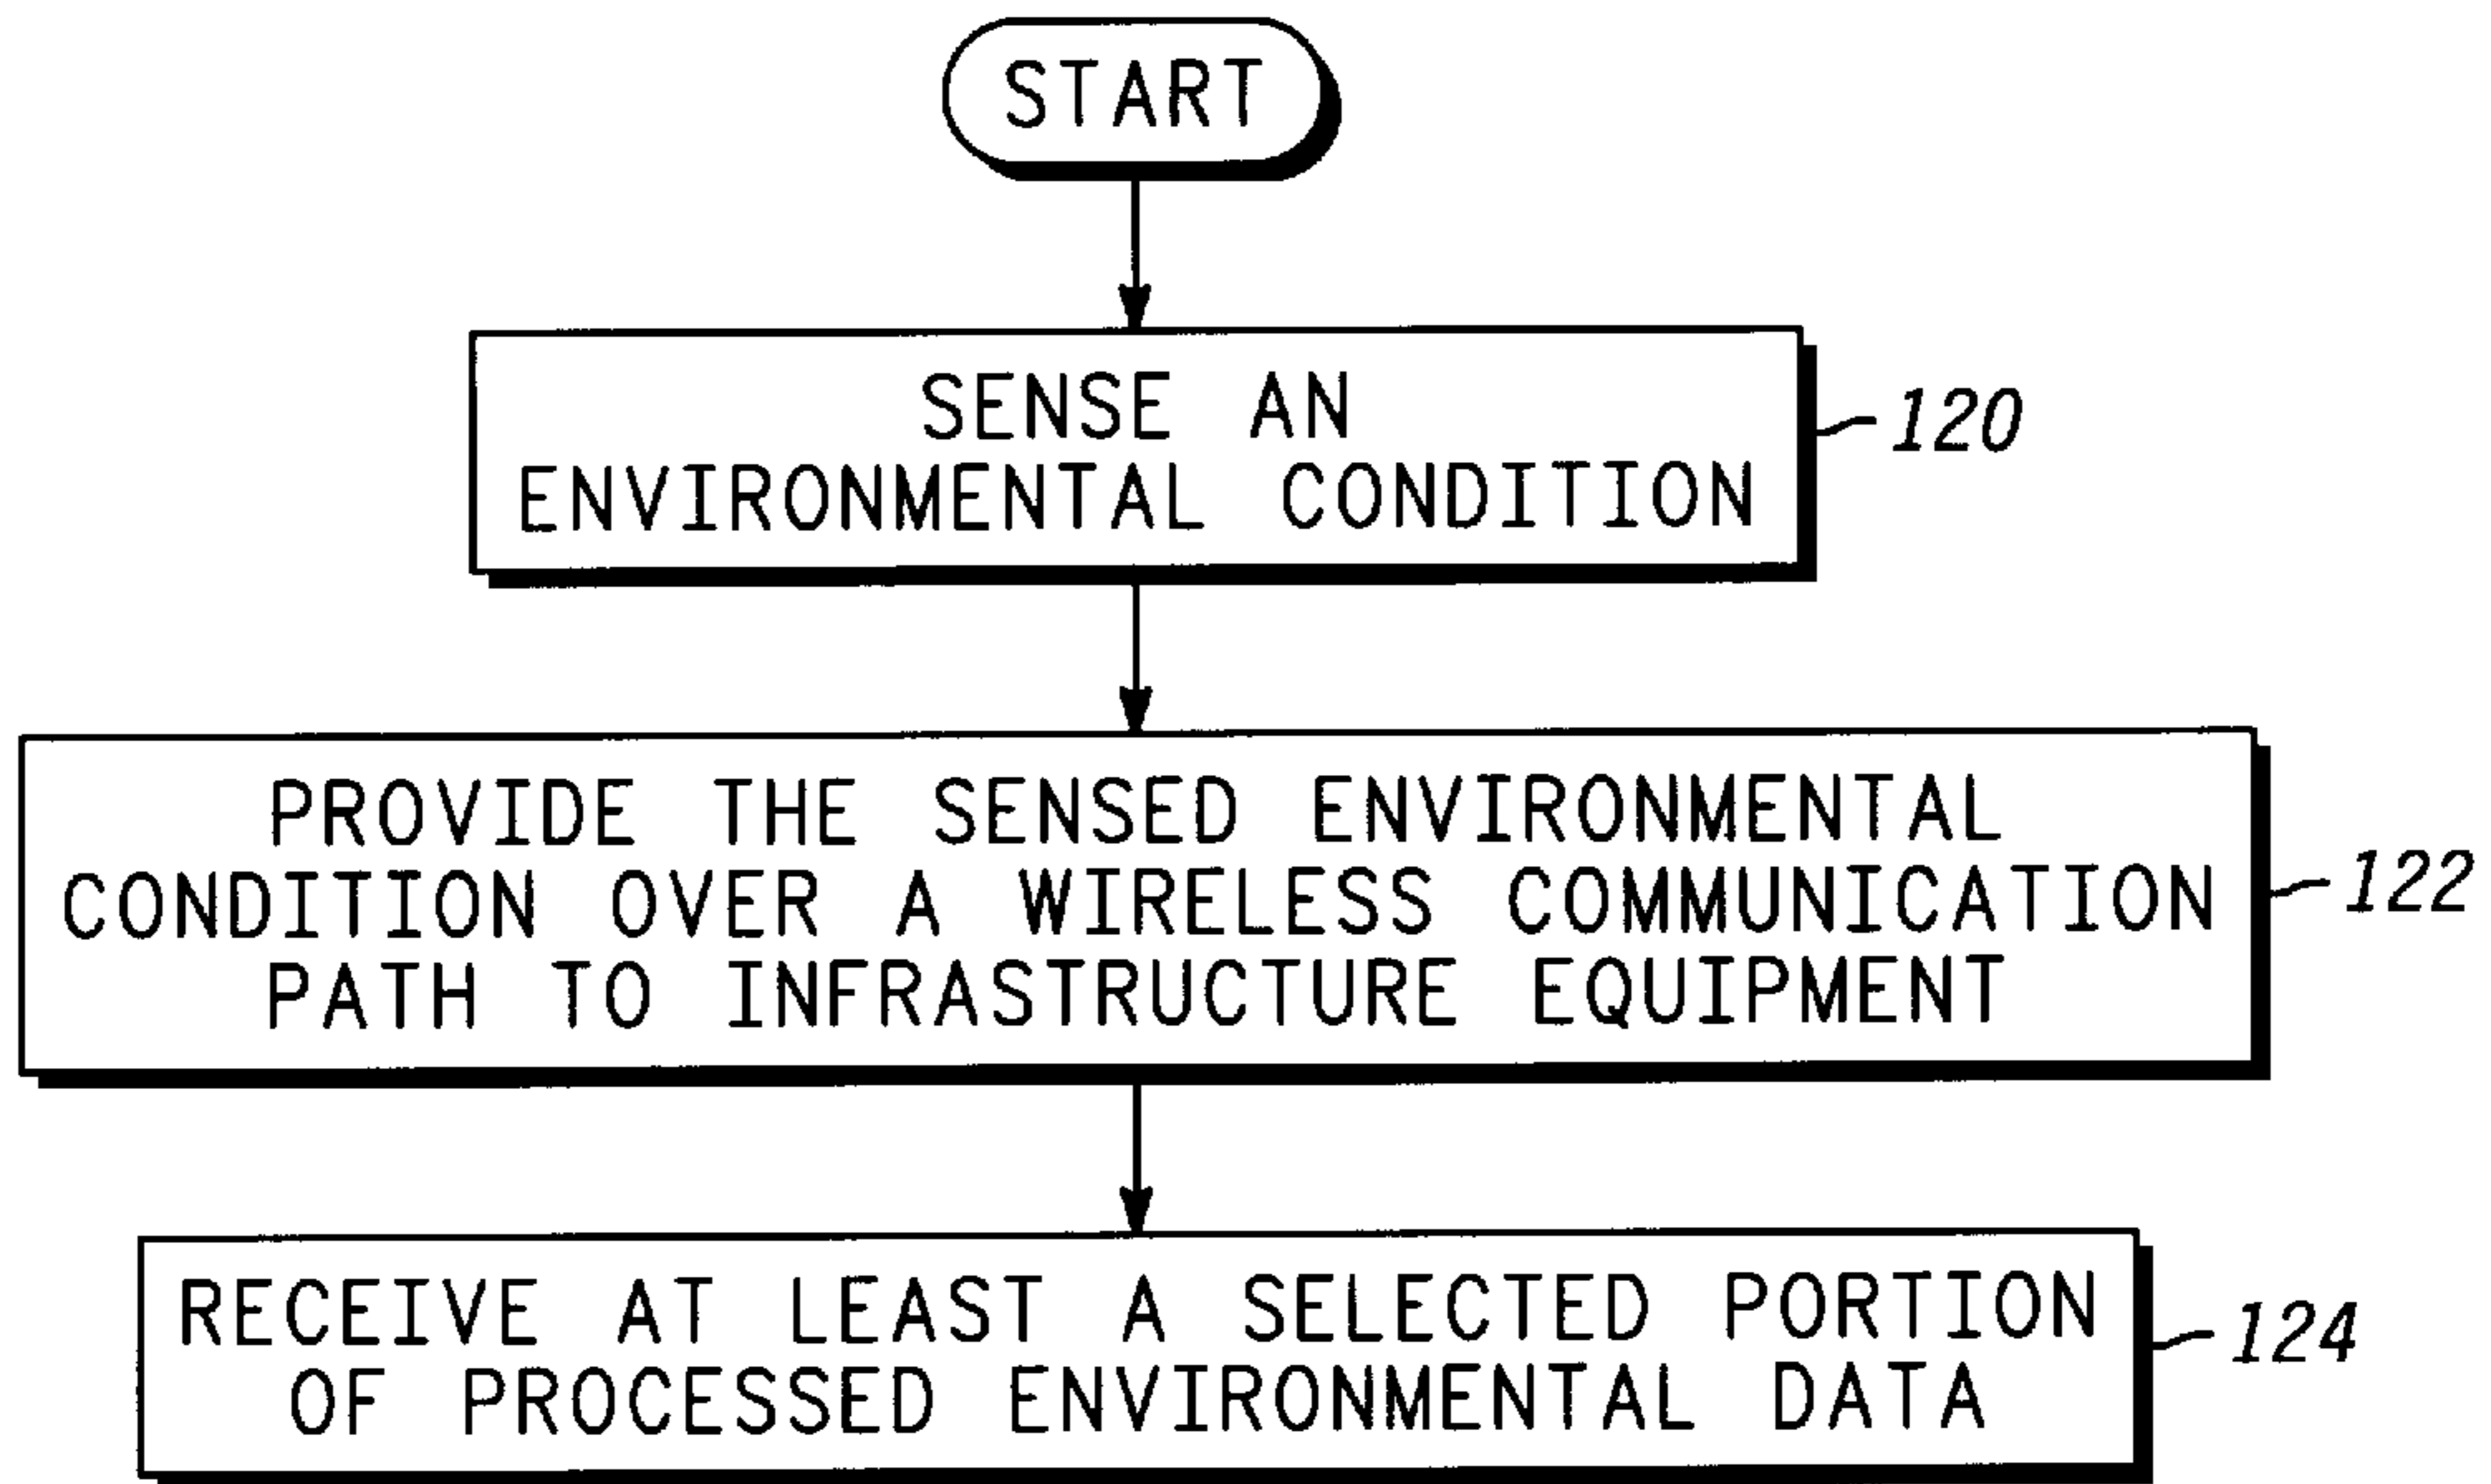 START
SENSE AN
ENVIRONMENTAL CONDITION
120
PROVIDE THE SENSED ENVIRONMENTAL
CONDITION OVER A WIRELESS COMMUNICATION
PATH TO INFRASTRUCTURE EQUIPMENT
122
RECEIVE AT LEAST A SELECTED PORTION
OF PROCESSED ENVIRONMENTAL DATA
124